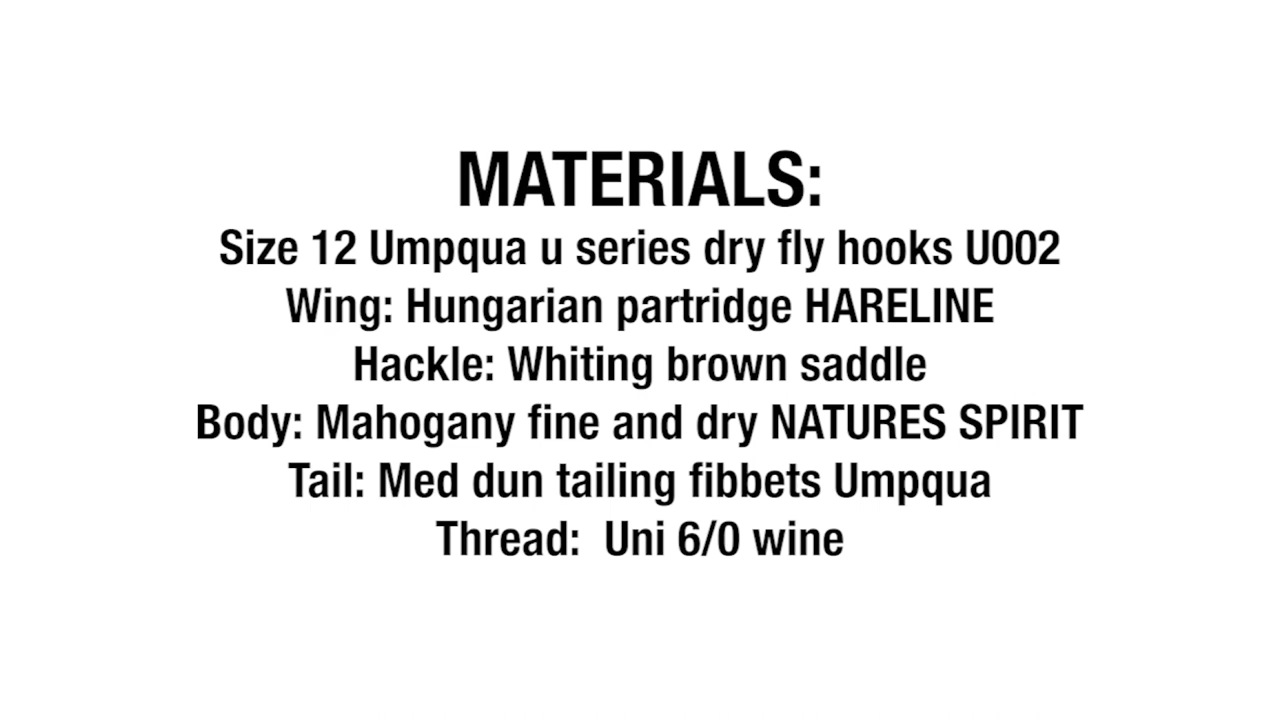 MATERIALS:
Size 12 Umpqua u series dry fly hooks U002
Wing: Hungarian partridge HARELINE
Hackle: Whiting brown saddle
Body: Mahogany fine and dry NATURES SPIRIT
Tail: Med dun tailing fibbets Umpqua
Thread:  Uni 6/0 wine